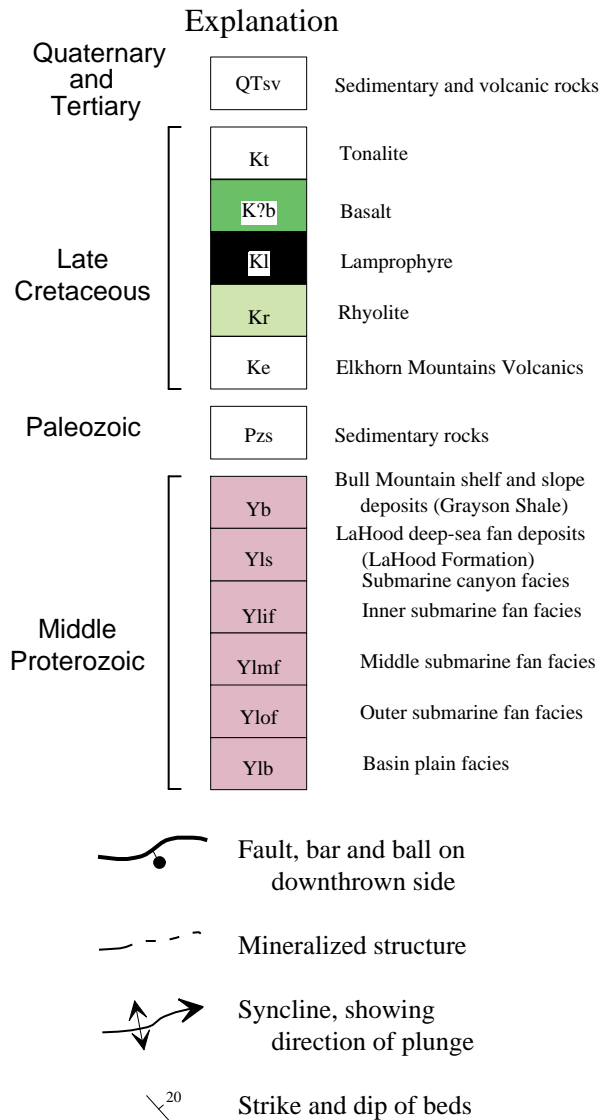 Explanation
Quaternary
and
Tertiary
QTsv
Sedimentary and volcanic rocks
Late
Cretaceous
Kt
Tonalite
K?b
Basalt
Kl
Lamprophyre
Kr
Rhyolite
Ke
Elkhorn Mountains Volcanics
Paleozoic
Pzs
Sedimentary rocks
Middle
Proterozoic
Yb
Bull Mountain shelf and slope
deposits (Grayson Shale)
Yls
LaHood deep-sea fan deposits
(LaHood Formation)
Submarine canyon facies
Ylif
Inner submarine fan facies
Ylmf
Middle submarine fan facies
Ylof
Outer submarine fan facies
Ylb
Basin plain facies
Fault, bar and ball on
downthrown side
Mineralized structure
Syncline, showing
direction of plunge
20
Strike and dip of beds